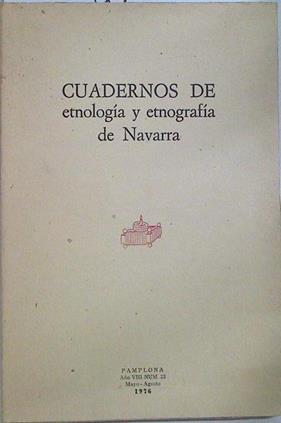 CUADERNOS DE
etnología y etnografía
de Navarra
PAMPLONA
Año VIII NUM. 23
Mayo-Agosto
1976